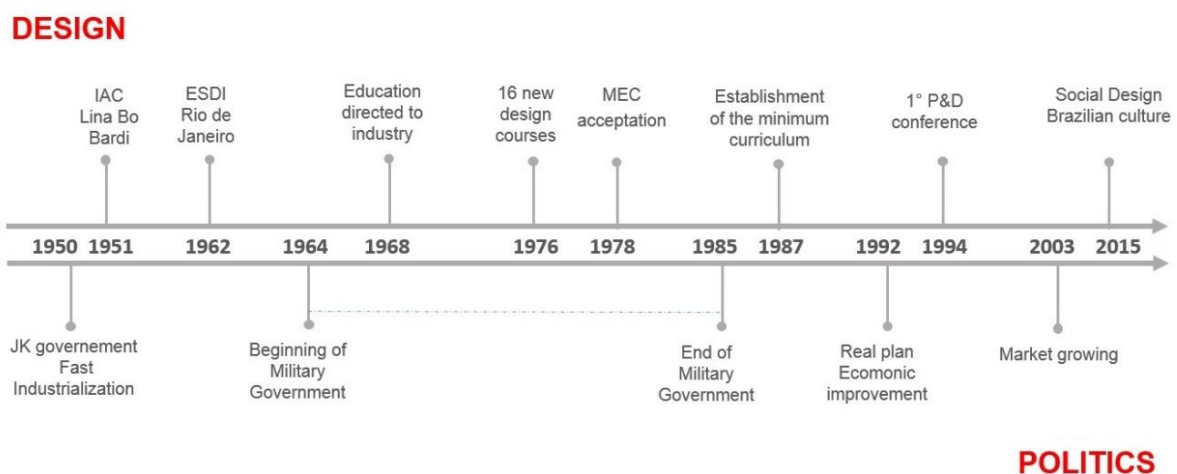 DESIGN
IAC
Lina Bo
Bardi
ESDI
Rio de
Janeiro
Education
directed to
industry
16 new
design
courses
MEC
acceptation
Establishment
of the minimum
curriculum
1° P&D
conference
Social Design
Brazilian culture
1950 1951 1962 1964 1968 1976 1978 1985 1987 1992 1994 2003 2015
JK governement
Fast
Industrialization
Beginning of
Military
Government
End of
Military
Government
Real plan
Ecomonic
improvement
Market growing
POLITICS